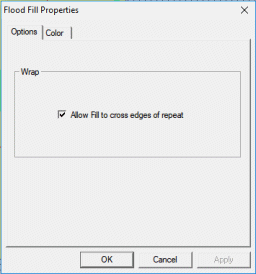 Flood Fill Properties
Options Color
Wrap
Allow Fill to cross edges of repeat
OK Cancel Apply